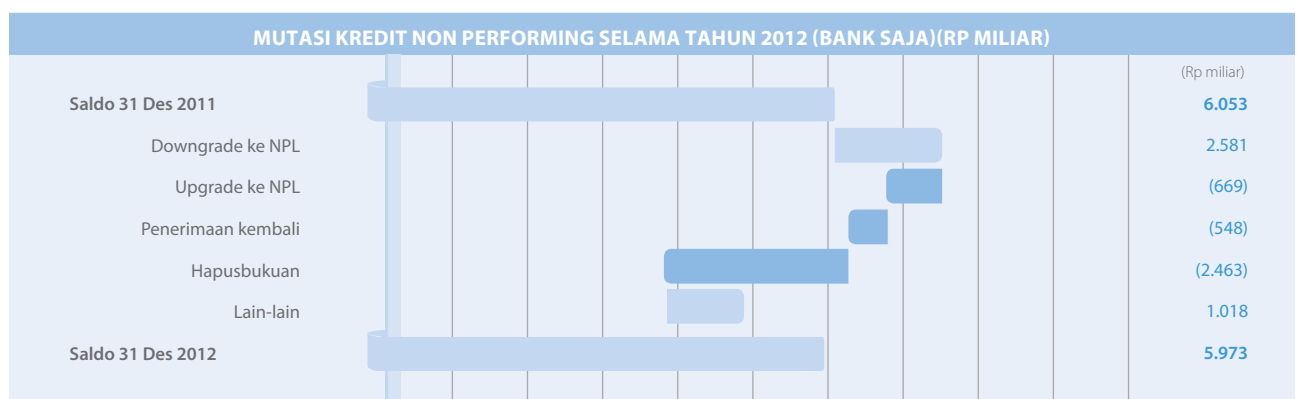 MUTASI KREDIT NON PERFORMING SELAMA TAHUN 2012 (BANK SAJA)(RP MILIAR)
(Rp miliar)
Saldo 31 Des 2011 6.053
Downgrade ke NPL 2.581
Upgrade ke NPL (669)
Penerimaan kembali (548)
Hapusbukuan (2.463)
Lain-lain 1.018
Saldo 31 Des 2012 5.973